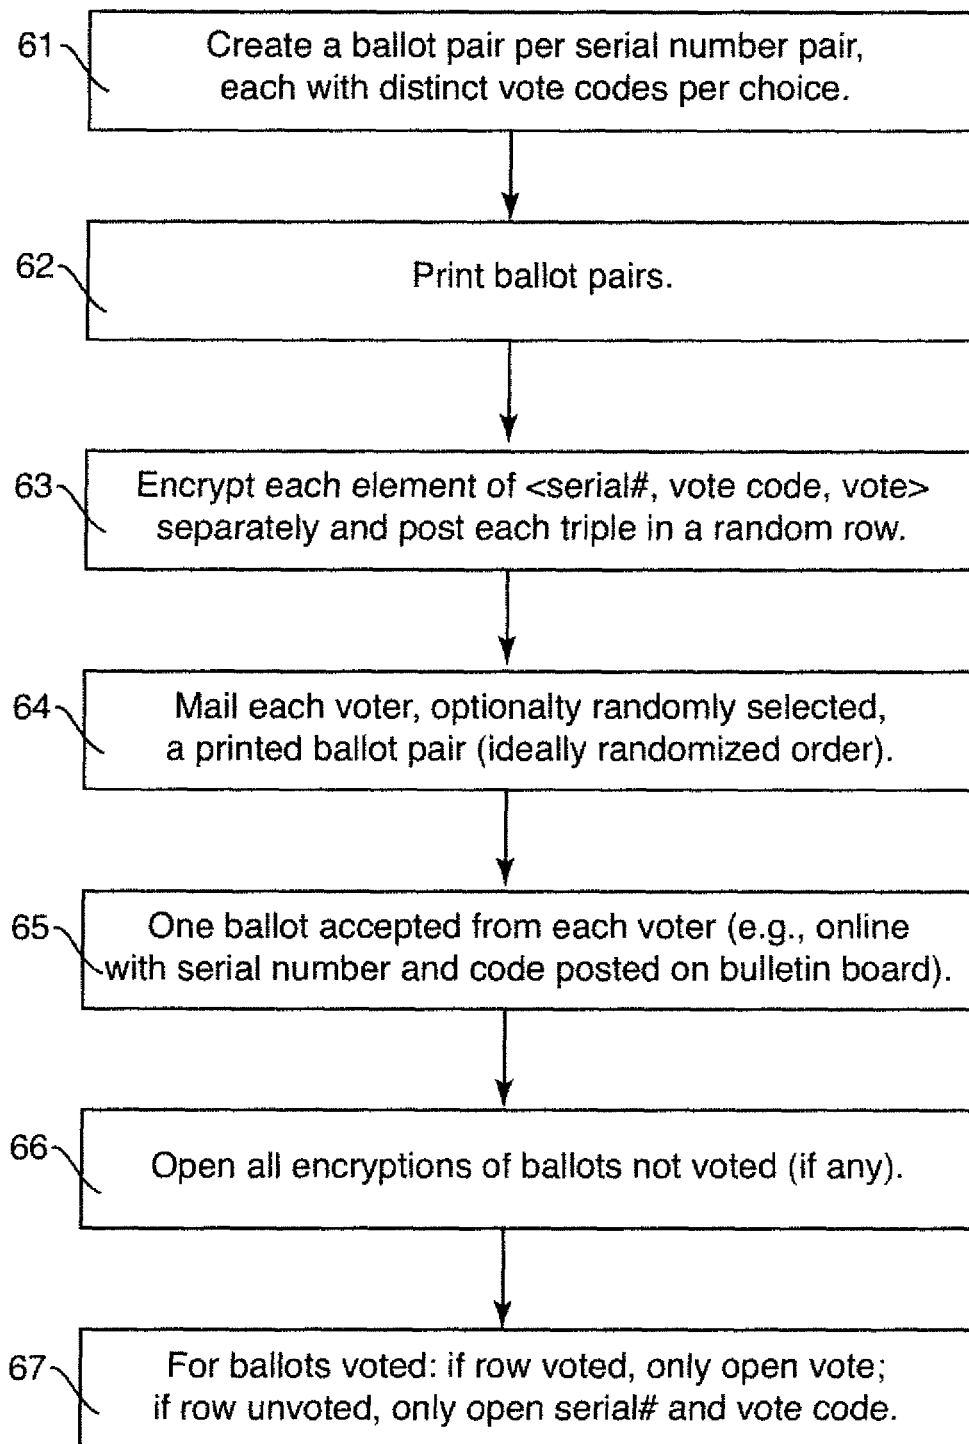 61
Create a ballot pair per serial number pair,
each with distinct vote codes per choice.
62
Print ballot pairs.
63
Encrypt each element of <serial#, vote code, vote>
separately and post each triple in a random row.
64
Mail each voter, optionalty randomly selected,
a printed ballot pair (ideally randomized order).
65
One ballot accepted from each voter (e.g., online
with serial number and code posted on bulletin board).
66
Open all encryptions of ballots not voted (if any).
67
For ballots voted: if row voted, only open vote;
if row unvoted, only open serial# and vote code.